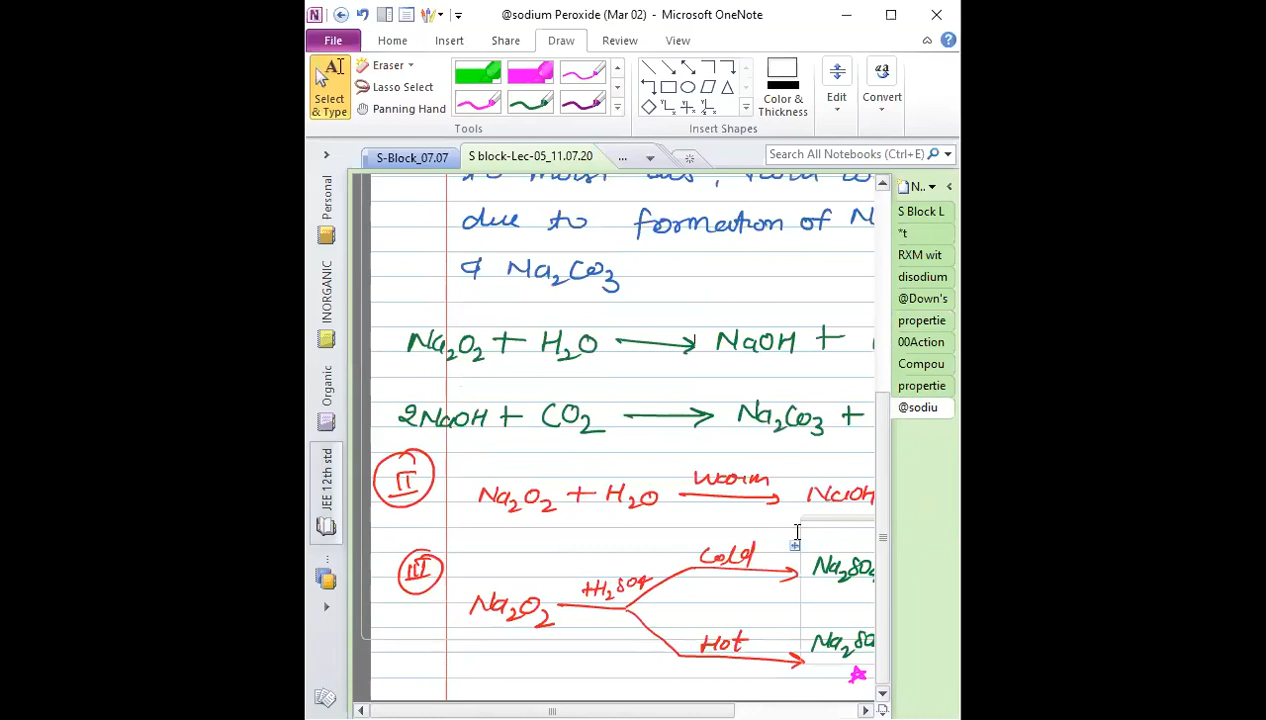 @sodium Peroxide (Mar 02) - Microsoft OneNote
File Home Insert Share Draw Review View
Select & Type
Eraser
Lasso Select
Panning Hand
Tools
Insert Shapes
Color & Thickness
Edit
Convert
S-Block_07.07
S block-Lec-05_11.07.20
...
Search All Notebooks (Ctrl+E)
N..
Personal
INORGANIC
Organic
JEE 12th std
S Block L
*t
RXM wit
disodium
@Down's
propertie
00Action
Compou
propertie
@sodiu
due to formation of N
& Na2CO3
Na2O2 + H2O ⟶ NaOH +
2NaOH + CO2 ⟶ Na2CO3 +
II Na2O2 + H2O Warm⟶ NaOH
III
Cold Na2SO4
Na2O2 +H2SO4
Hot Na2SO4